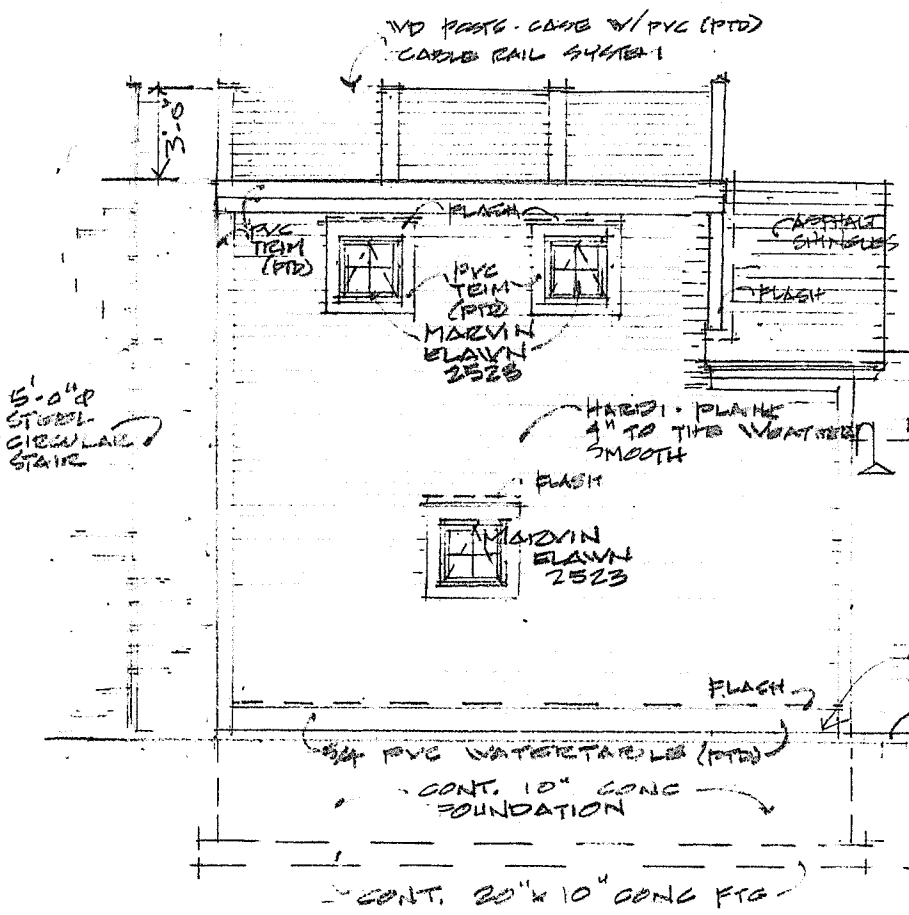 WD POSTS - CASE W/ PVC (PTD)
CABLE RAIL SYSTEM
3'-0"
FLASH
PVC
TRIM
(PTD)
ASPHALT
SHINGLES
PVC
TRIM
(PTD)
MARVIN
ELAWN
2523
FLASH
5'-0"Φ
STEEL
CIRCULAR
STAIR
HARDI-PLANK
4" TO THE WEATHER
SMOOTH
FLASH
MARVIN
ELAWN
2523
FLASH
5/4 PVC WATERTABLE (PTD)
CONT. 10" CONC
FOUNDATION
CONT. 20"x10" CONC FTG